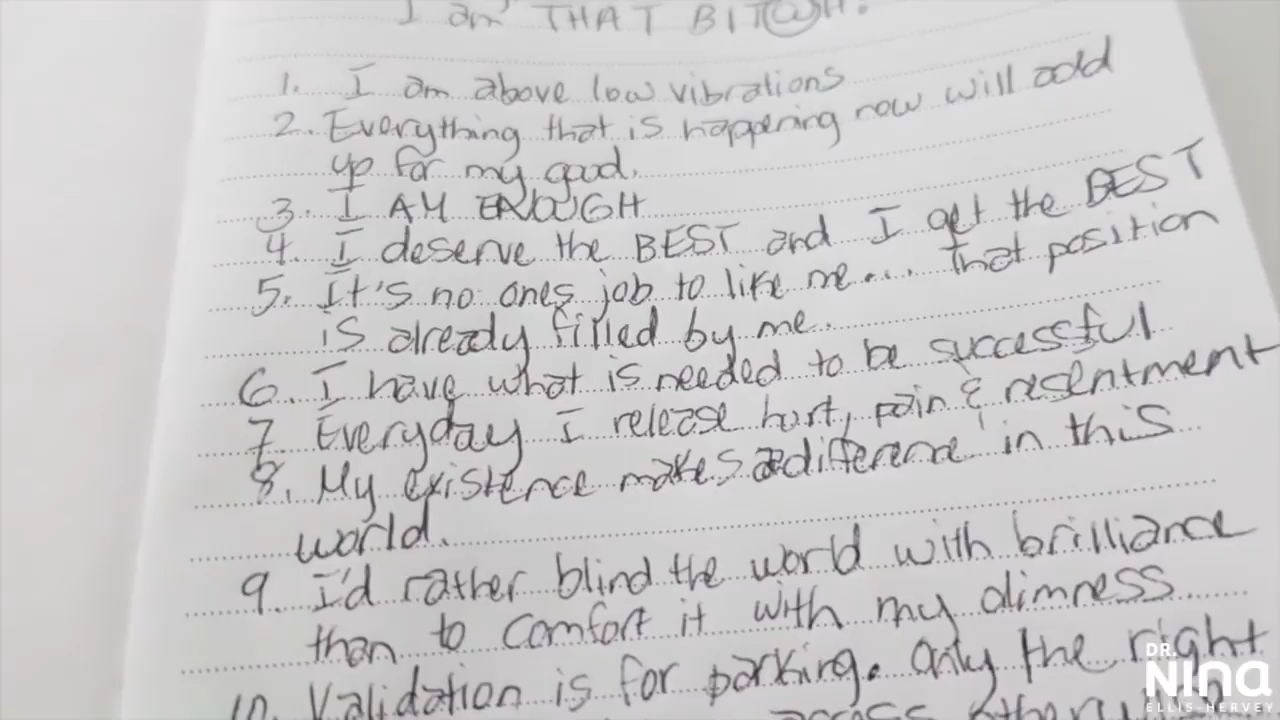 I am THAT BIT@H.
1. I am above low vibrations
2. Everything that is happening now will add
up for my good.
3. I AM ENOUGH
4. I deserve the BEST and I get the BEST
5. It's no ones job to like me.... that position
is already filled by me.
6. I have what is needed to be successful
7. Everyday I release hurt, pain & resentment
8. My existence makes a difference in this
world.
9. I'd rather blind the world with brilliance
than to comfort it with my dimness
10. Validation is for parking. Only the right
across
DR.
Nina
ELLIS-HERVEY